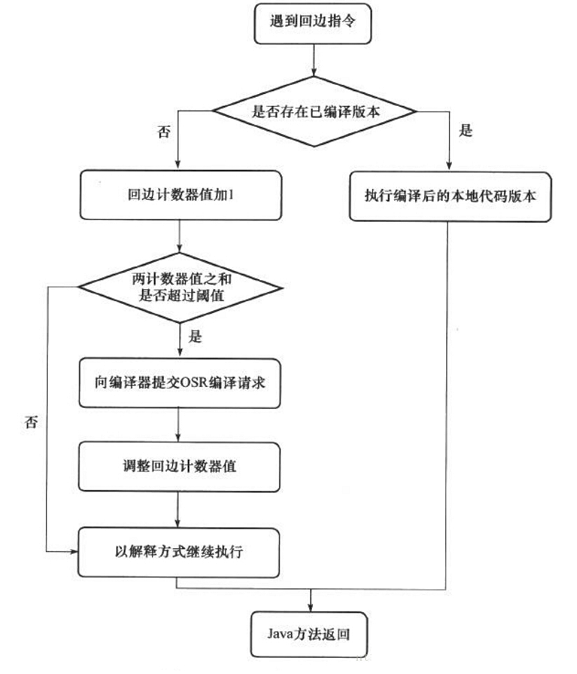 遇到回边指令
是否存在已编译版本
否
是
回边计数器值加1
执行编译后的本地代码版本
两计数器值之和
是否超过阈值
是
向编译器提交OSR编译请求
否
调整回边计数器值
以解释方式继续执行
Java方法返回